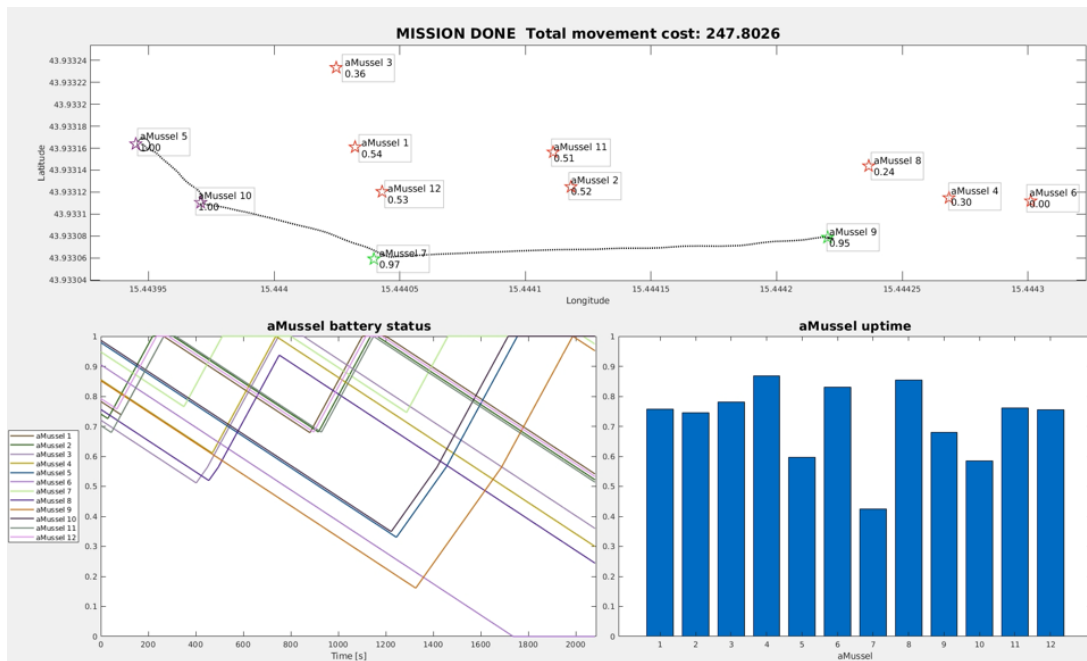 MISSION DONE  Total movement cost: 247.8026
43.93324
43.93322
43.9332
43.93318
43.93316
43.93314
43.93312
43.9331
43.93308
43.93306
43.93304
Latitude
aMussel 3
0.36
aMussel 5
1.00
aMussel 1
0.54
aMussel 11
0.51
aMussel 8
0.24
aMussel 10
1.00
aMussel 12
0.53
aMussel 2
0.52
aMussel 4
0.30
aMussel 6
0.00
aMussel 7
0.97
aMussel 9
0.95
15.44395 15.444 15.44405 15.4441 15.44415 15.4442 15.44425 15.4443
Longitude
aMussel battery status
1
0.9
0.8
0.7
0.6
0.5
0.4
0.3
0.2
0.1
0
aMussel 1
aMussel 2
aMussel 3
aMussel 4
aMussel 5
aMussel 6
aMussel 7
aMussel 8
aMussel 9
aMussel 10
aMussel 11
aMussel 12
0 200 400 600 800 1000 1200 1400 1600 1800 2000
Time [s]
aMussel uptime
1
0.9
0.8
0.7
0.6
0.5
0.4
0.3
0.2
0.1
0
1 2 3 4 5 6 7 8 9 10 11 12
aMussel